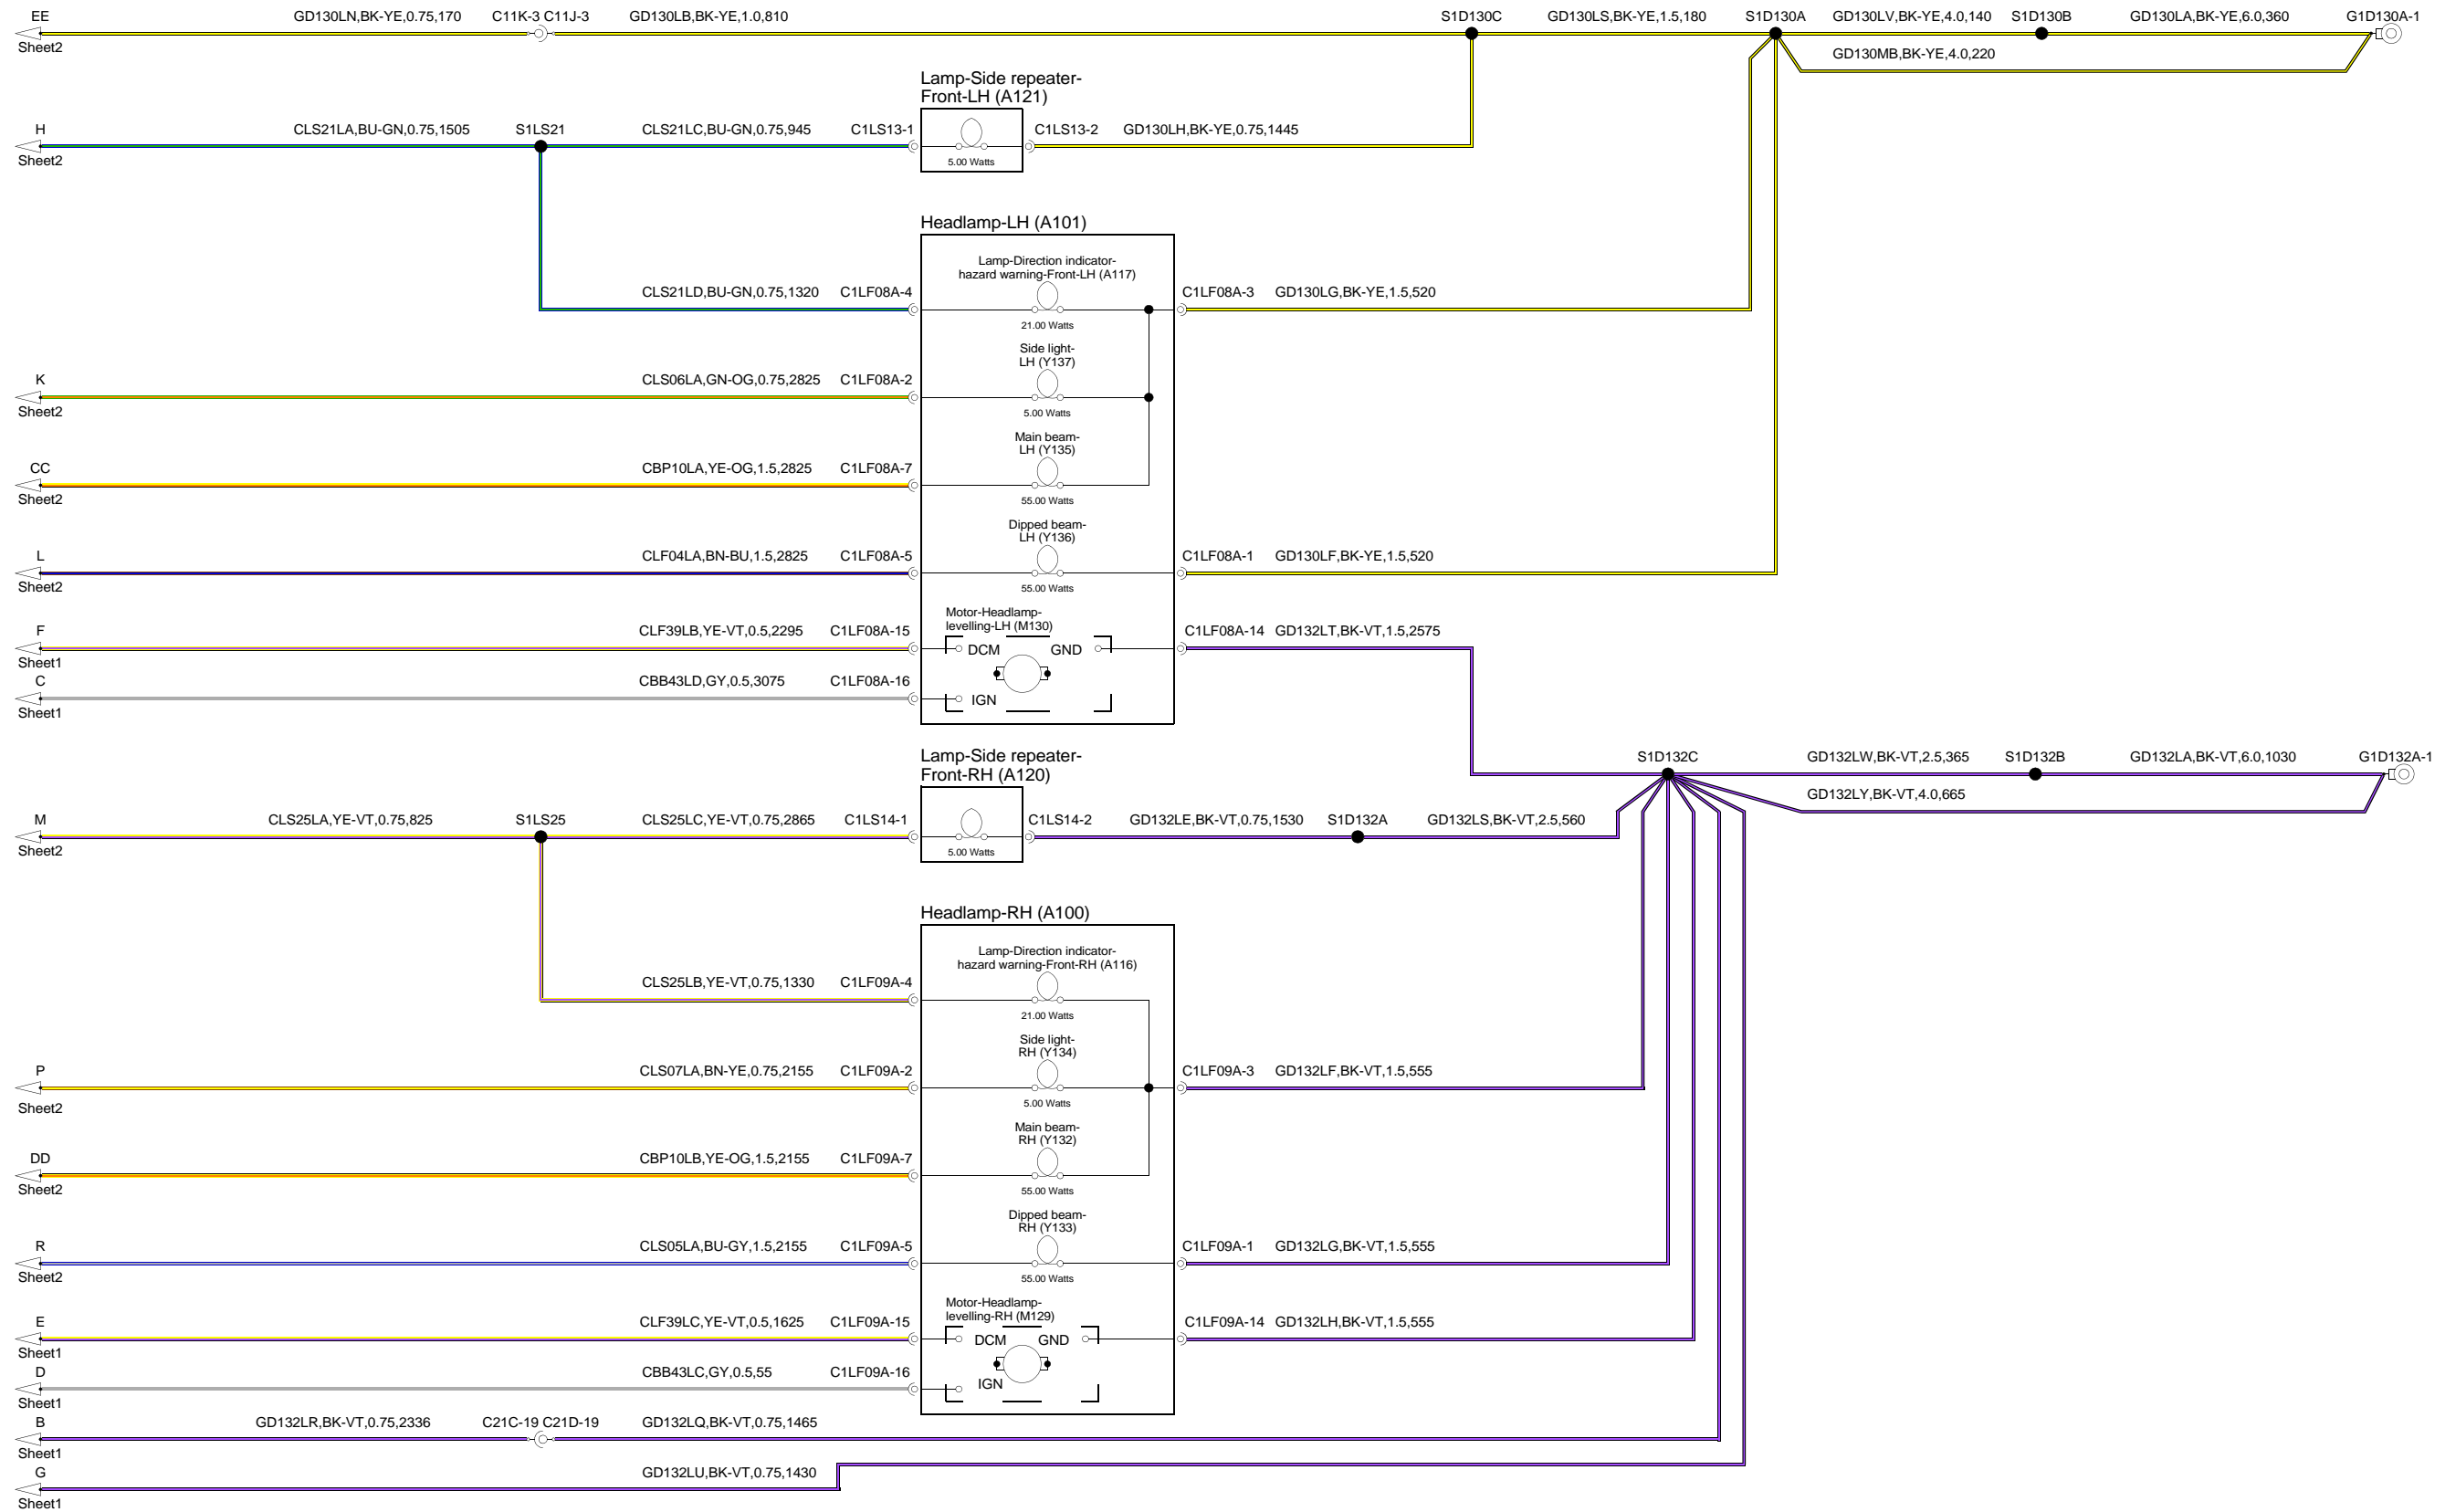 EE GD130LN,BK-YE,0.75,170 C11K-3 C11J-3 GD130LB,BK-YE,1.0,810 S1D130C GD130LS,BK-YE,1.5,180 S1D130A GD130LV,BK-YE,4.0,140 S1D130B GD130LA,BK-YE,6.0,360 G1D130A-1
Sheet2
GD130MB,BK-YE,4.0,220
Lamp-Side repeater-
Front-LH (A121)
H CLS21LA,BU-GN,0.75,1505 S1LS21 CLS21LC,BU-GN,0.75,945 C1LS13-1 C1LS13-2 GD130LH,BK-YE,0.75,1445
Sheet2
5.00 Watts
Headlamp-LH (A101)
Lamp-Direction indicator-
hazard warning-Front-LH (A117)
CLS21LD,BU-GN,0.75,1320 C1LF08A-4 C1LF08A-3 GD130LG,BK-YE,1.5,520
21.00 Watts
Side light-
LH (Y137)
K CLS06LA,GN-OG,0.75,2825 C1LF08A-2
Sheet2
5.00 Watts
Main beam-
LH (Y135)
CC CBP10LA,YE-OG,1.5,2825 C1LF08A-7
Sheet2
55.00 Watts
Dipped beam-
LH (Y136)
L CLF04LA,BN-BU,1.5,2825 C1LF08A-5 C1LF08A-1 GD130LF,BK-YE,1.5,520
Sheet2
55.00 Watts
Motor-Headlamp-
levelling-LH (M130)
F CLF39LB,YE-VT,0.5,2295 C1LF08A-15 C1LF08A-14 GD132LT,BK-VT,1.5,2575
DCM GND
Sheet1
C CBB43LD,GY,0.5,3075 C1LF08A-16
IGN
Sheet1
Lamp-Side repeater-
Front-RH (A120)
S1D132C GD132LW,BK-VT,2.5,365 S1D132B GD132LA,BK-VT,6.0,1030 G1D132A-1
GD132LY,BK-VT,4.0,665
M CLS25LA,YE-VT,0.75,825 S1LS25 CLS25LC,YE-VT,0.75,2865 C1LS14-1 C1LS14-2 GD132LE,BK-VT,0.75,1530 S1D132A GD132LS,BK-VT,2.5,560
Sheet2
5.00 Watts
Headlamp-RH (A100)
Lamp-Direction indicator-
hazard warning-Front-RH (A116)
CLS25LB,YE-VT,0.75,1330 C1LF09A-4
21.00 Watts
Side light-
RH (Y134)
P CLS07LA,BN-YE,0.75,2155 C1LF09A-2 C1LF09A-3 GD132LF,BK-VT,1.5,555
Sheet2
5.00 Watts
Main beam-
RH (Y132)
DD CBP10LB,YE-OG,1.5,2155 C1LF09A-7
Sheet2
55.00 Watts
Dipped beam-
RH (Y133)
R CLS05LA,BU-GY,1.5,2155 C1LF09A-5 C1LF09A-1 GD132LG,BK-VT,1.5,555
Sheet2
55.00 Watts
Motor-Headlamp-
levelling-RH (M129)
E CLF39LC,YE-VT,0.5,1625 C1LF09A-15 C1LF09A-14 GD132LH,BK-VT,1.5,555
DCM GND
Sheet1
D CBB43LC,GY,0.5,55 C1LF09A-16
IGN
Sheet1
B GD132LR,BK-VT,0.75,2336 C21C-19 C21D-19 GD132LQ,BK-VT,0.75,1465
Sheet1
G GD132LU,BK-VT,0.75,1430
Sheet1